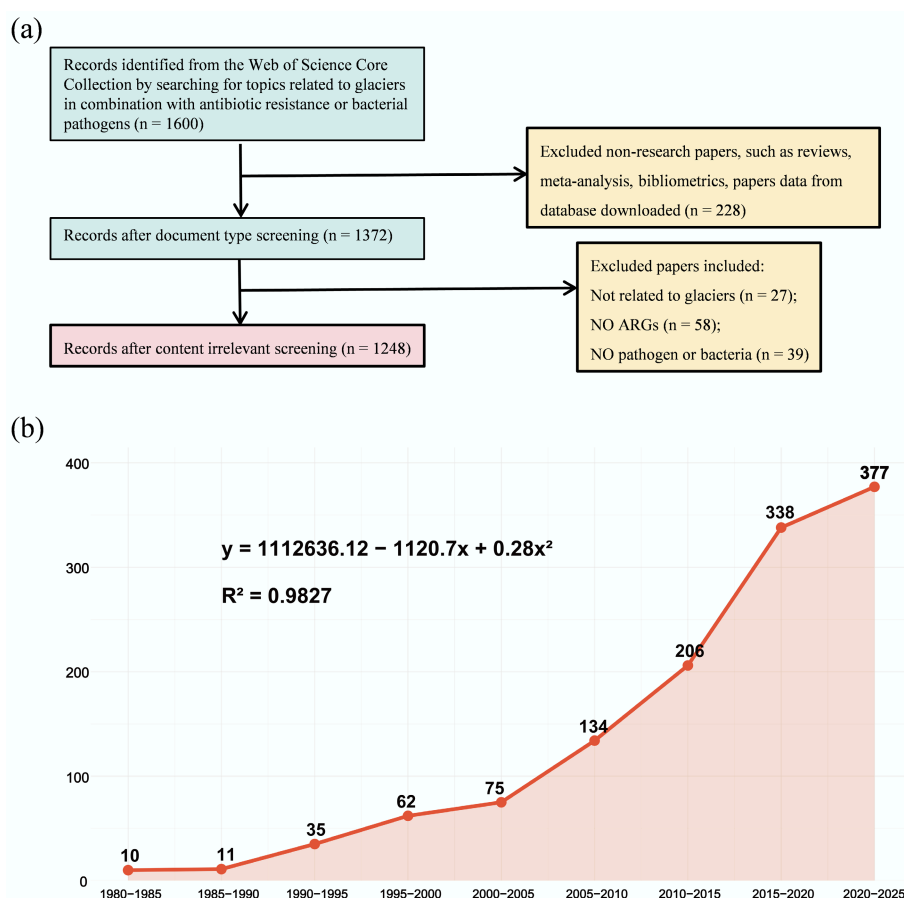 (a)
Records identified from the Web of Science Core
Collection by searching for topics related to glaciers
in combination with antibiotic resistance or bacterial
pathogens (n = 1600)
Excluded non-research papers, such as reviews,
meta-analysis, bibliometrics, papers data from
database downloaded (n = 228)
Records after document type screening (n = 1372)
Excluded papers included:
Not related to glaciers (n = 27);
NO ARGs (n = 58);
NO pathogen or bacteria (n = 39)
Records after content irrelevant screening (n = 1248)
(b)
400
300
200
100
0
y = 1112636.12 − 1120.7x + 0.28x²
R² = 0.9827
10
11
35
62
75
134
206
338
377
1980−1985
1985−1990
1990−1995
1995−2000
2000−2005
2005−2010
2010−2015
2015−2020
2020−2025